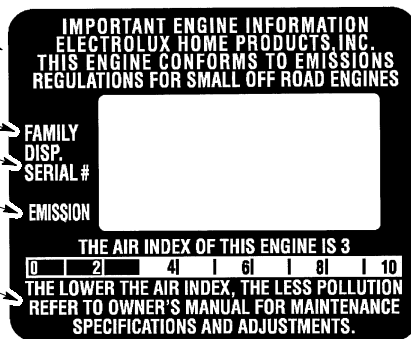 IMPORTANT ENGINE INFORMATION
ELECTROLUX HOME PRODUCTS, INC.
THIS ENGINE CONFORMS TO EMISSIONS
REGULATIONS FOR SMALL OFF ROAD ENGINES
FAMILY
DISP.
SERIAL #
EMISSION
THE AIR INDEX OF THIS ENGINE IS 3
0 2 4 6 8 10
THE LOWER THE AIR INDEX, THE LESS POLLUTION
REFER TO OWNER'S MANUAL FOR MAINTENANCE
SPECIFICATIONS AND ADJUSTMENTS.